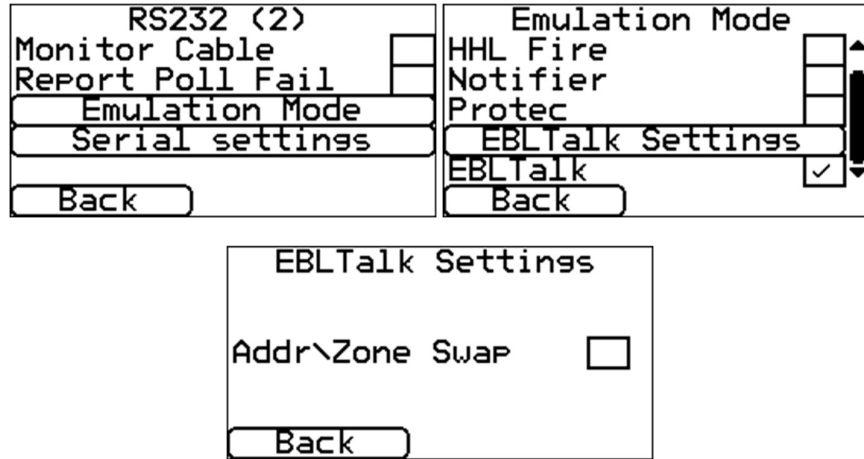 RS232 (2)
Monitor Cable
Report Poll Fail
Emulation Mode
Serial settings
Back
Emulation Mode
HHL Fire
Notifier
Protec
EBLTalk Settings
EBLTalk
Back
EBLTalk Settings
Addr\Zone Swap
Back